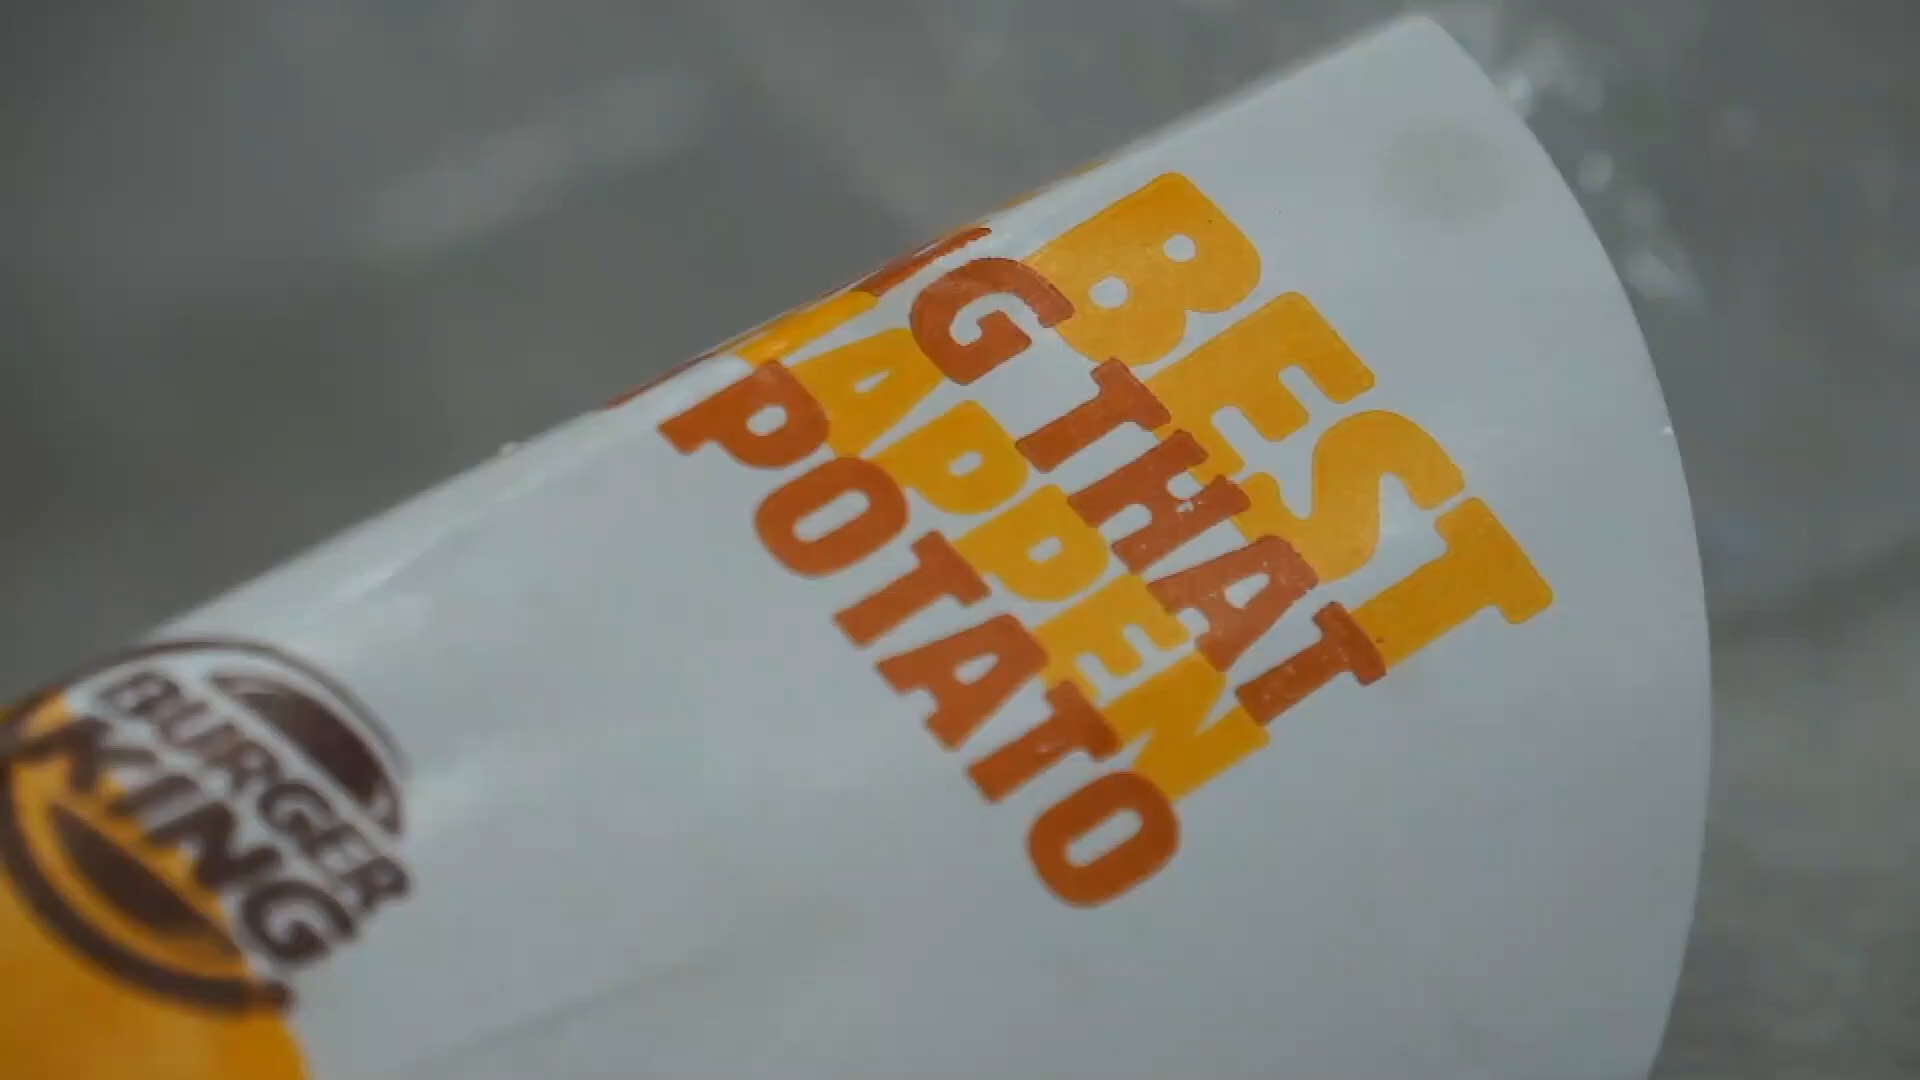 BEST
G THAT
APPEN
POTATO
BURGER
KING